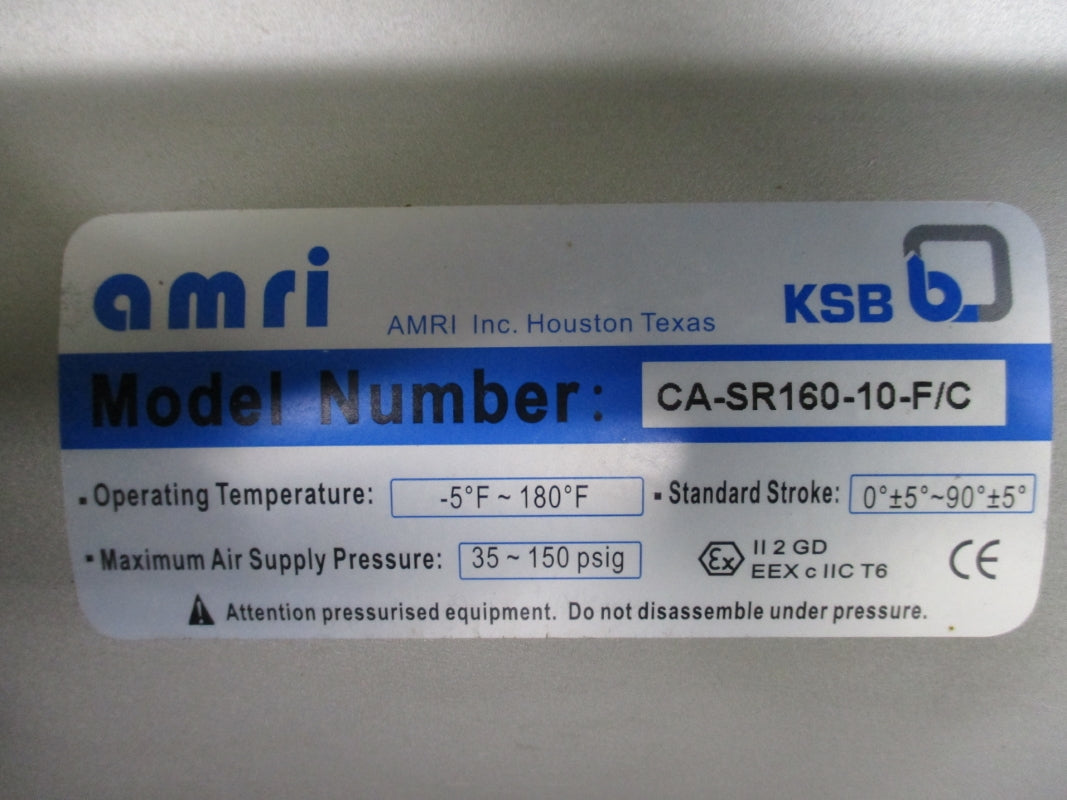 amri
AMRI Inc. Houston Texas
KSB b
Model Number: CA-SR160-10-F/C
▪ Operating Temperature: -5°F ~ 180°F ▪ Standard Stroke: 0°±5°~90°±5°
▪ Maximum Air Supply Pressure: 35 ~ 150 psig
Ex II 2 GD
EEX c IIC T6
CE
Attention pressurised equipment. Do not disassemble under pressure.